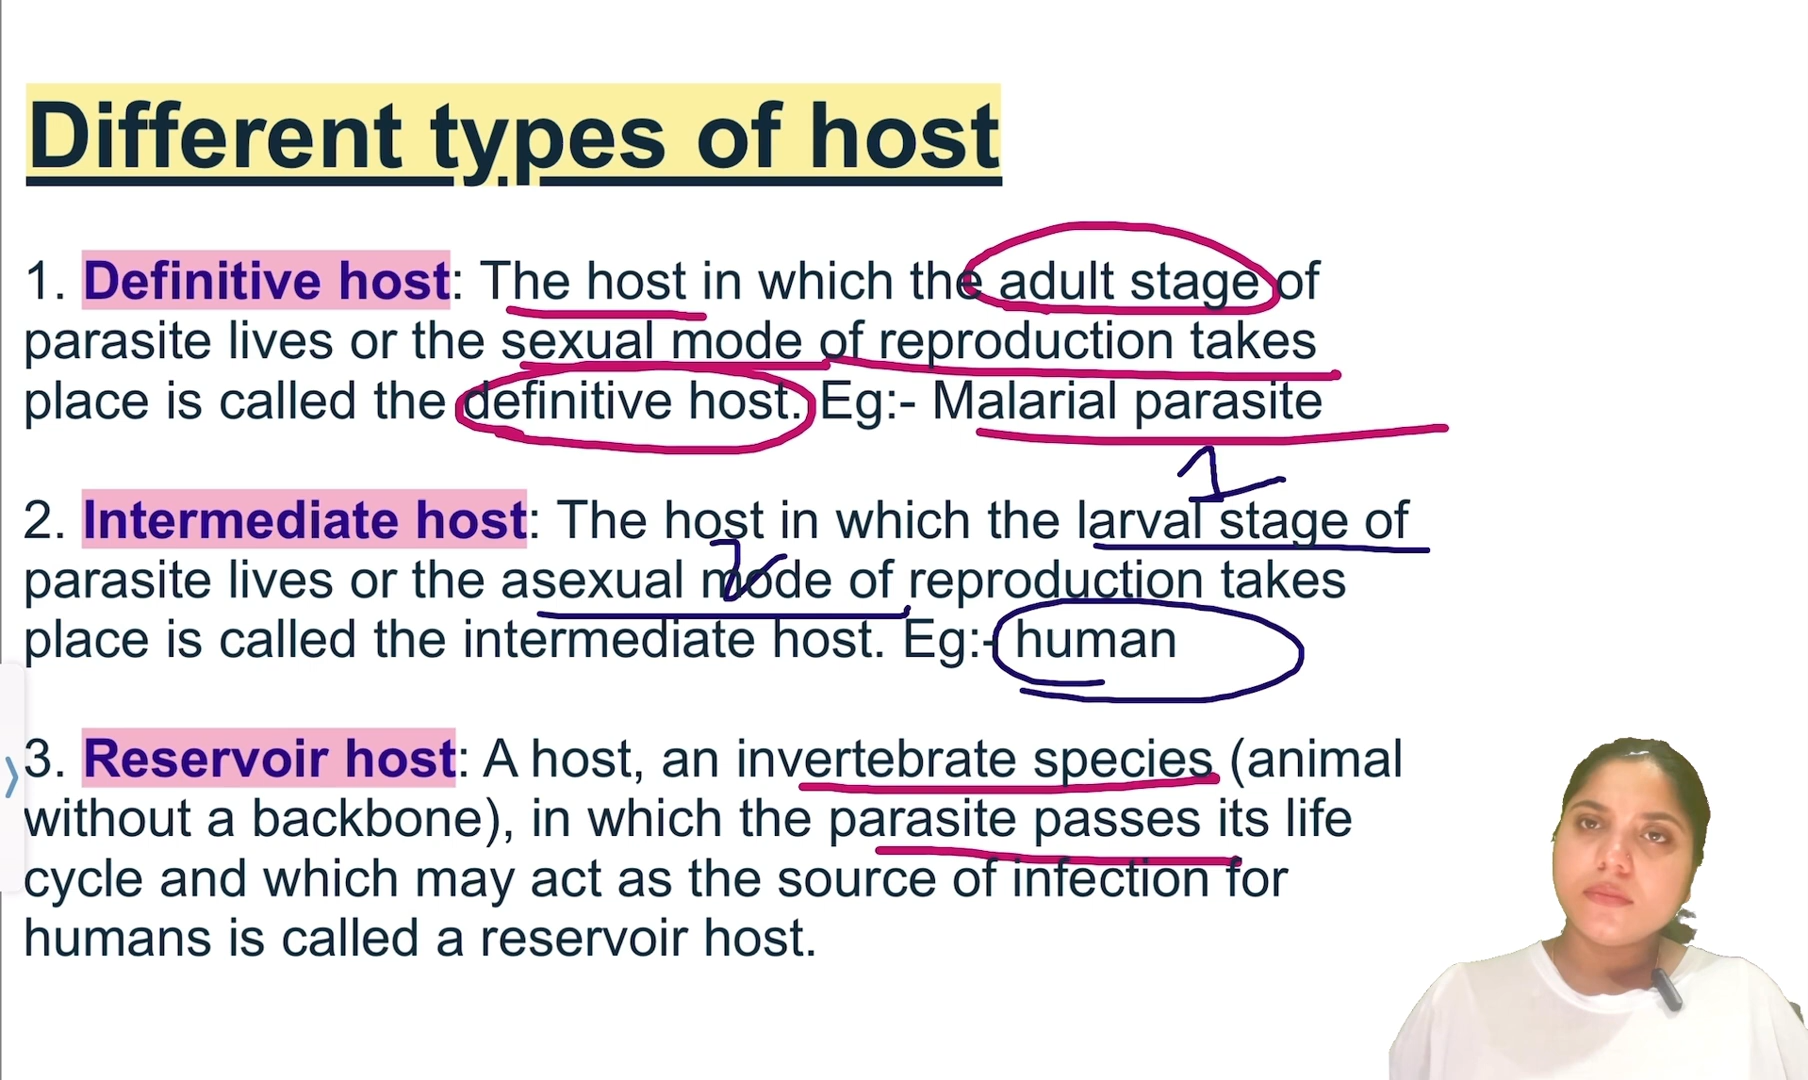 Different types of host
1. Definitive host: The host in which the adult stage of
parasite lives or the sexual mode of reproduction takes
place is called the definitive host. Eg:- Malarial parasite
1
2. Intermediate host: The host in which the larval stage of
2
parasite lives or the asexual mode of reproduction takes
place is called the intermediate host. Eg:- human
3. Reservoir host: A host, an invertebrate species (animal
without a backbone), in which the parasite passes its life
cycle and which may act as the source of infection for
humans is called a reservoir host.